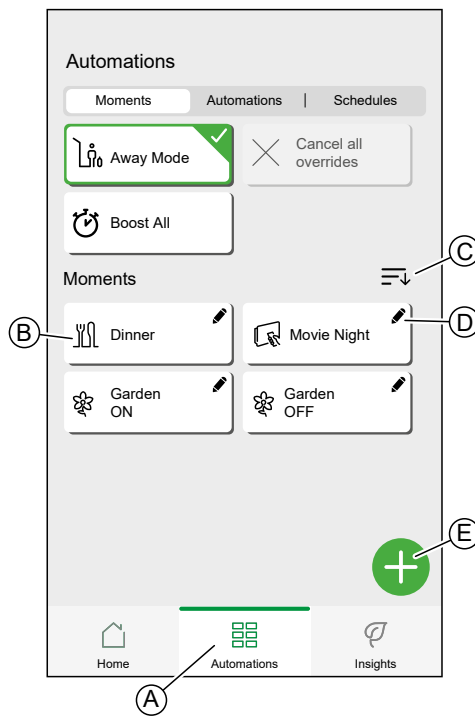 Automations
Moments Automations | Schedules
Away Mode
Cancel all
overrides
Boost All
C
Moments
B
Dinner
Movie Night
D
Garden
ON
Garden
OFF
E
Home Automations Insights
A